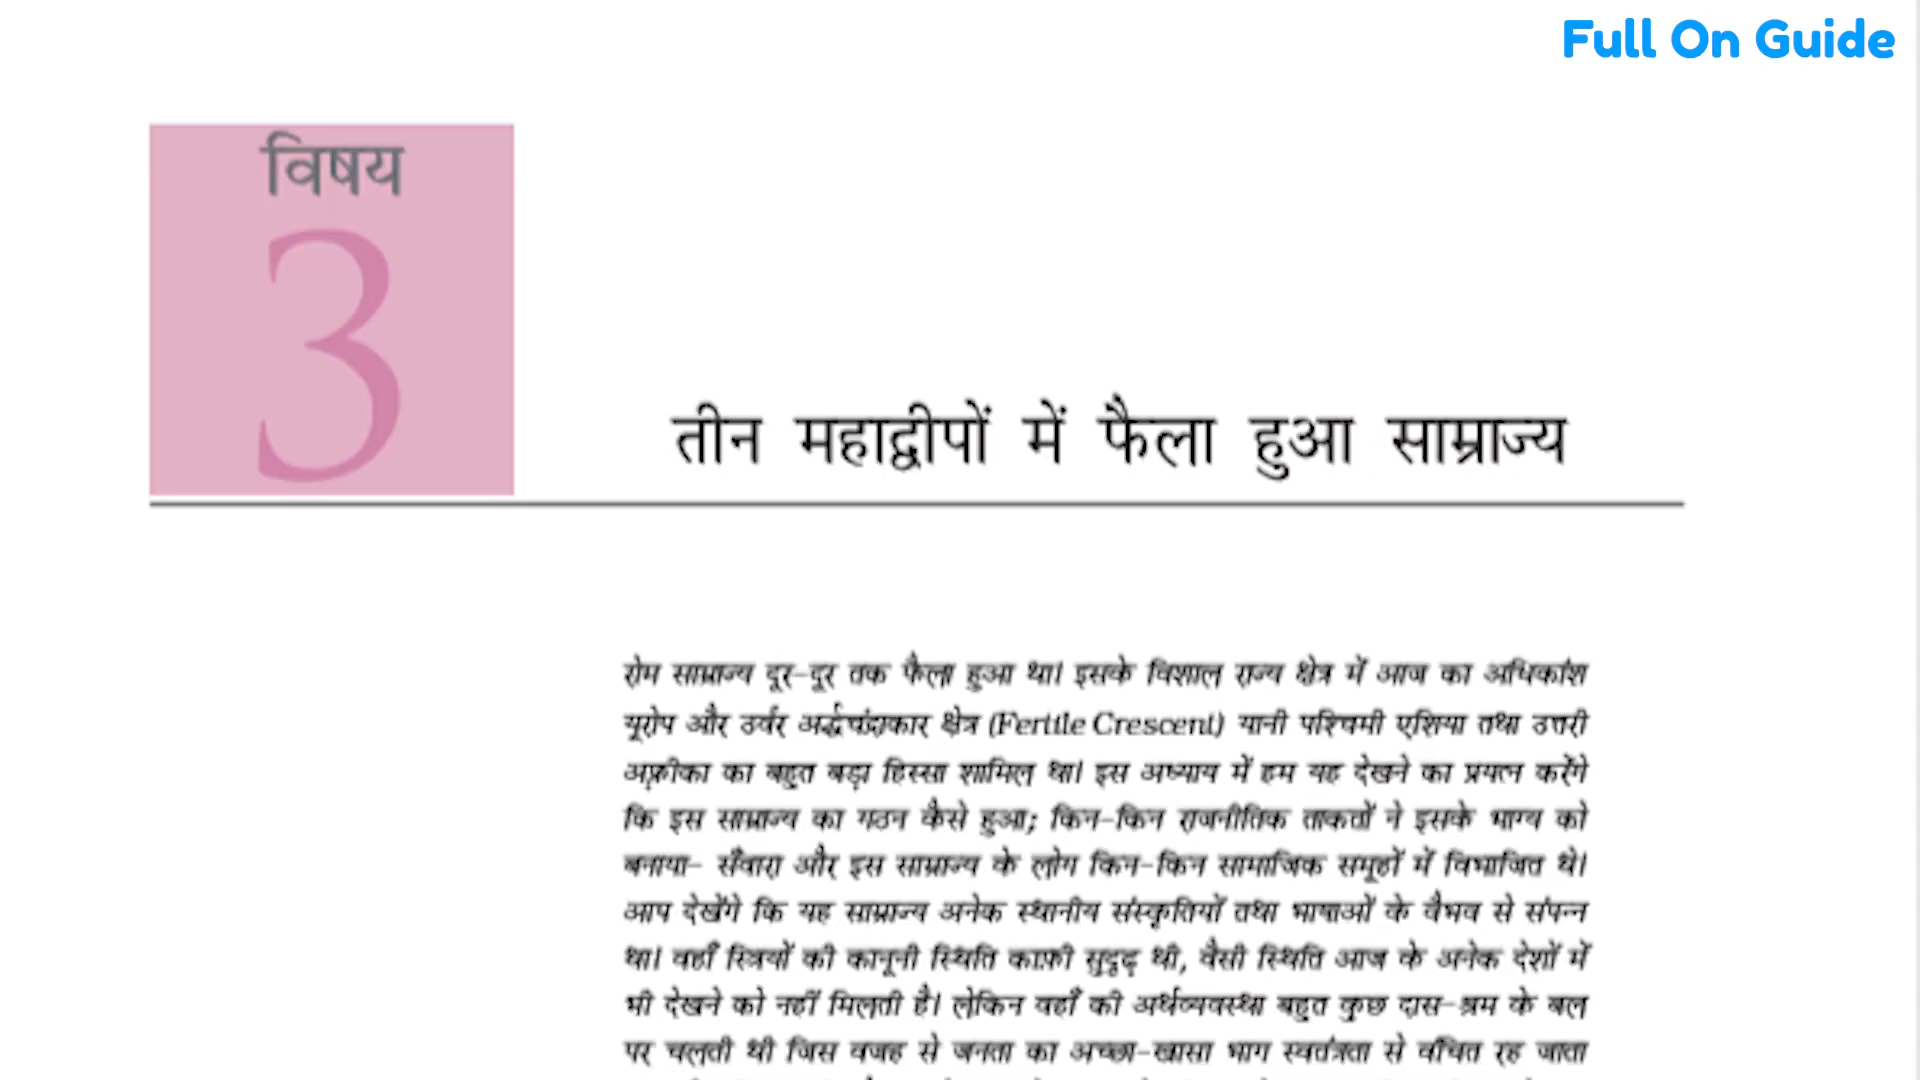 Full On Guide
विषय
3
तीन महाद्वीपों में फैला हुआ साम्राज्य
रोम साम्राज्य दूर-दूर तक फैला हुआ था। इसके विशाल राज्य क्षेत्र में आज का अधिकांश
यूरोप और उर्वर अर्द्धचंद्राकार क्षेत्र (Fertile Crescent) यानी पश्चिमी एशिया तथा उत्तरी
अफ़्रीका का बहुत बड़ा हिस्सा शामिल था। इस अध्याय में हम यह देखने का प्रयत्न करेंगे
कि इस साम्राज्य का गठन कैसे हुआ; किन-किन राजनीतिक ताकतों ने इसके भाग्य को
बनाया- सँवारा और इस साम्राज्य के लोग किन-किन सामाजिक समूहों में विभाजित थे।
आप देखेंगे कि यह साम्राज्य अनेक स्थानीय संस्कृतियों तथा भाषाओं के वैभव से संपन्न
था। वहाँ स्त्रियों की कानूनी स्थिति काफ़ी सुदृढ़ थी, वैसी स्थिति आज के अनेक देशों में
भी देखने को नहीं मिलती है। लेकिन वहाँ की अर्थव्यवस्था बहुत कुछ दास-श्रम के बल
पर चलती थी जिस वजह से जनता का अच्छा-खासा भाग स्वतंत्रता से वंचित रह जाता